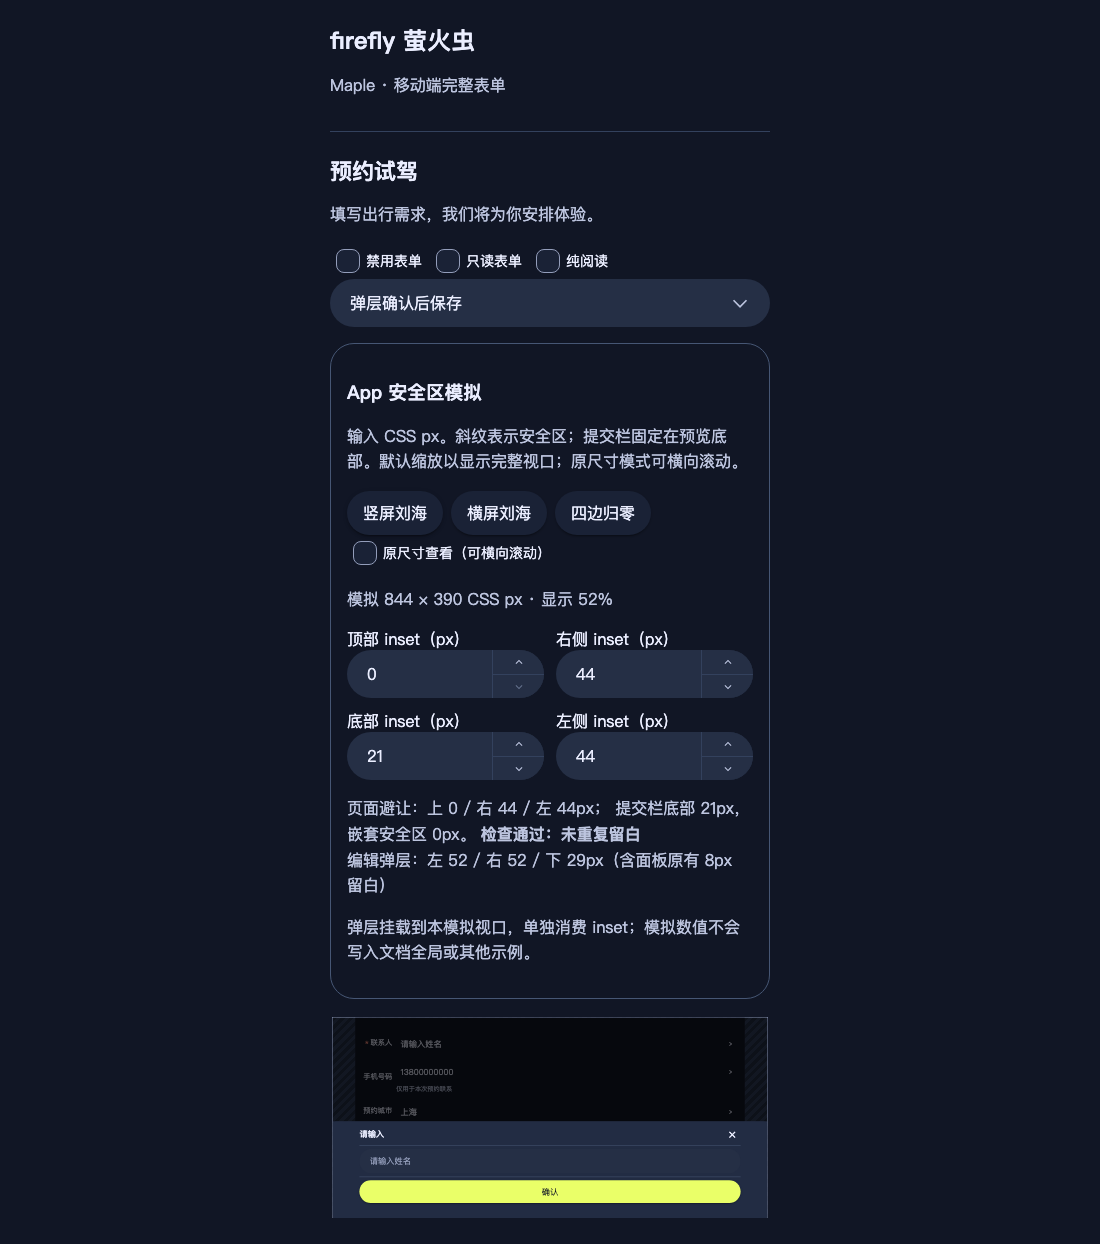 firefly 萤火虫
Maple · 移动端完整表单
预约试驾
填写出行需求，我们将为你安排体验。
禁用表单 只读表单 纯阅读
弹层确认后保存
App 安全区模拟
输入 CSS px。斜纹表示安全区；提交栏固定在预览底
部。默认缩放以显示完整视口；原尺寸模式可横向滚动。
竖屏刘海 横屏刘海 四边归零
原尺寸查看（可横向滚动）
模拟 844 × 390 CSS px · 显示 52%
顶部 inset（px） 右侧 inset（px）
0 44
底部 inset（px） 左侧 inset（px）
21 44
页面避让：上 0 / 右 44 / 左 44px； 提交栏底部 21px，
嵌套安全区 0px。 检查通过：未重复留白
编辑弹层：左 52 / 右 52 / 下 29px（含面板原有 8px
留白）
弹层挂载到本模拟视口，单独消费 inset；模拟数值不会
写入文档全局或其他示例。
* 联系人 请输入姓名
手机号码 13800000000
仅用于本次预约联系
预约城市 上海
请输入
请输入姓名
确认